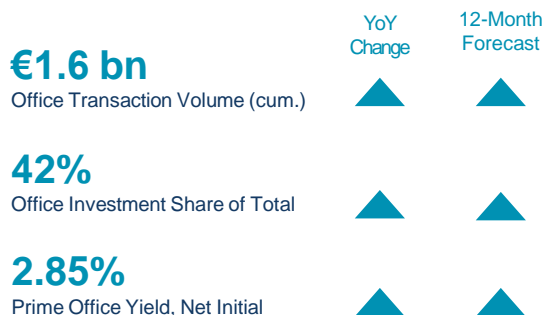 YoY
Change
12-Month
Forecast
€1.6 bn
Office Transaction Volume (cum.)
42%
Office Investment Share of Total
2.85%
Prime Office Yield, Net Initial